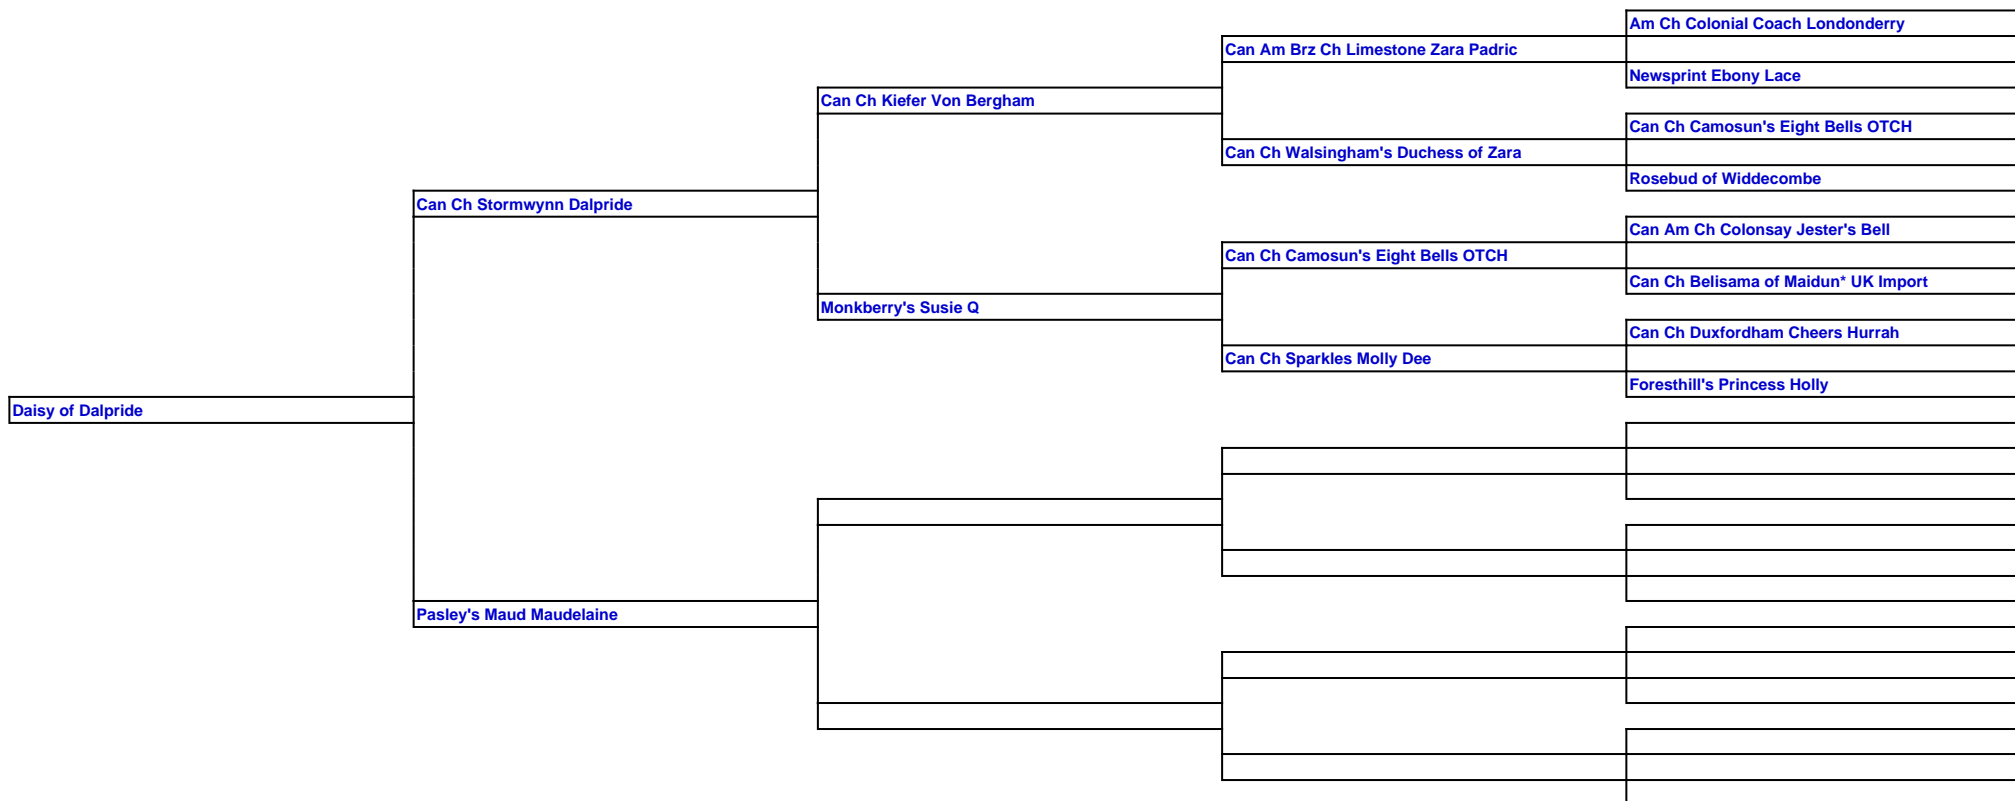 Am Ch Colonial Coach Londonderry
Can Am Brz Ch Limestone Zara Padric
Newsprint Ebony Lace
Can Ch Kiefer Von Bergham
Can Ch Camosun's Eight Bells OTCH
Can Ch Walsingham's Duchess of Zara
Rosebud of Widdecombe
Can Ch Stormwynn Dalpride
Can Am Ch Colonsay Jester's Bell
Can Ch Camosun's Eight Bells OTCH
Can Ch Belisama of Maidun* UK Import
Monkberry's Susie Q
Can Ch Duxfordham Cheers Hurrah
Can Ch Sparkles Molly Dee
Foresthill's Princess Holly
Daisy of Dalpride
Pasley's Maud Maudelaine